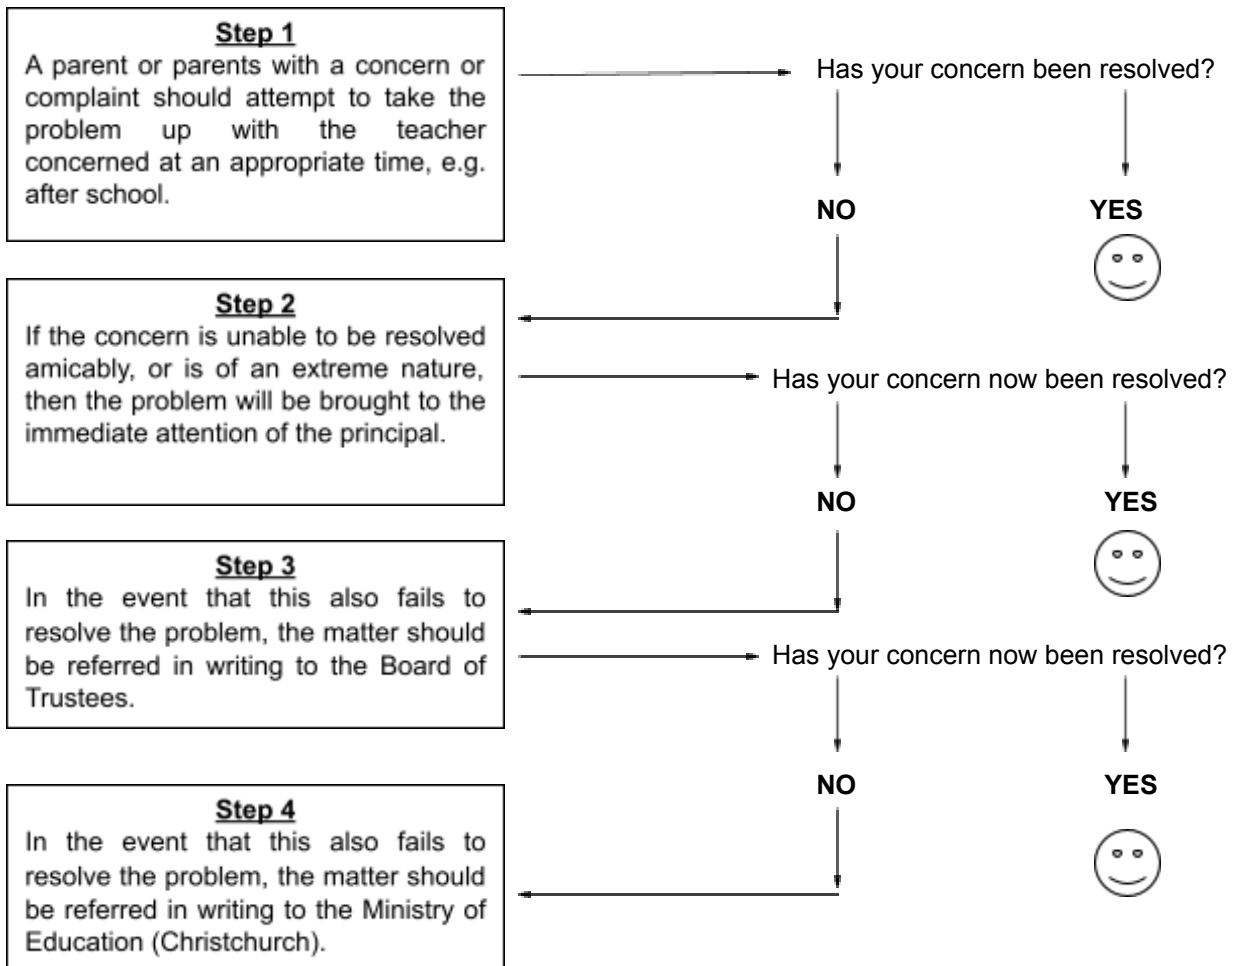 Step 1
A parent or parents with a concern or
complaint should attempt to take the
problem up with the teacher
concerned at an appropriate time, e.g.
after school.
Has your concern been resolved?
NO
YES
Step 2
If the concern is unable to be resolved
amicably, or is of an extreme nature,
then the problem will be brought to the
immediate attention of the principal.
Has your concern now been resolved?
NO
YES
Step 3
In the event that this also fails to
resolve the problem, the matter should
be referred in writing to the Board of
Trustees.
Has your concern now been resolved?
NO
YES
Step 4
In the event that this also fails to
resolve the problem, the matter should
be referred in writing to the Ministry of
Education (Christchurch).